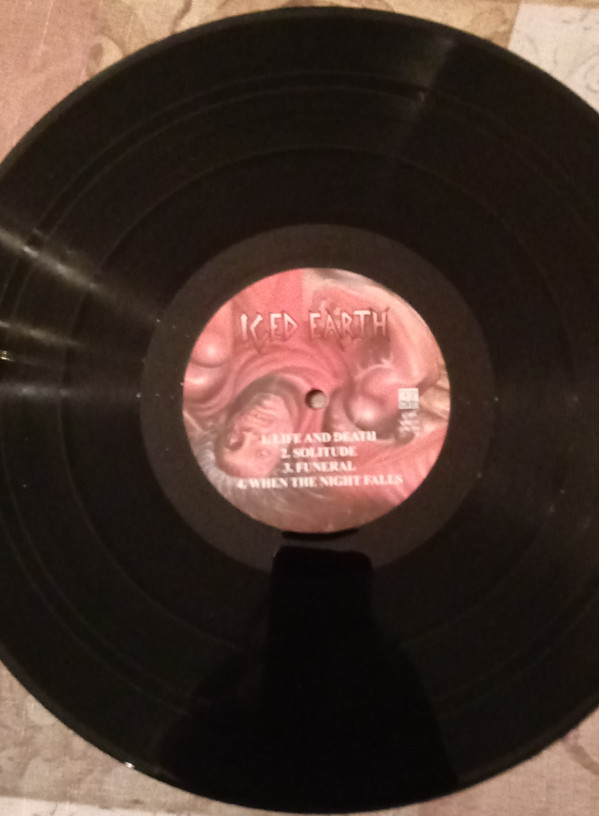 ICED EARTH
1. LIFE AND DEATH
2. SOLITUDE
3. FUNERAL
4. WHEN THE NIGHT FALLS